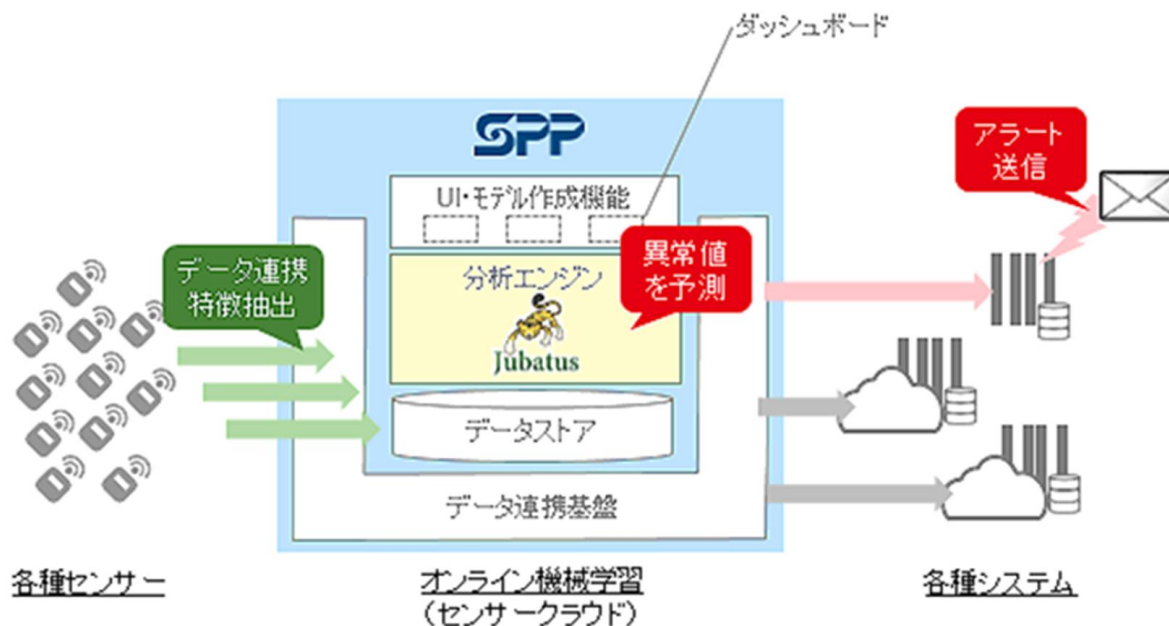 ダッシュボード
SPP
アラート
送信
UI・モデル作成機能
データ連携
特徴抽出
分析エンジン
異常値
を予測
Jubatus
データストア
データ連携基盤
各種センサー
オンライン機械学習
(センサークラウド)
各種システム